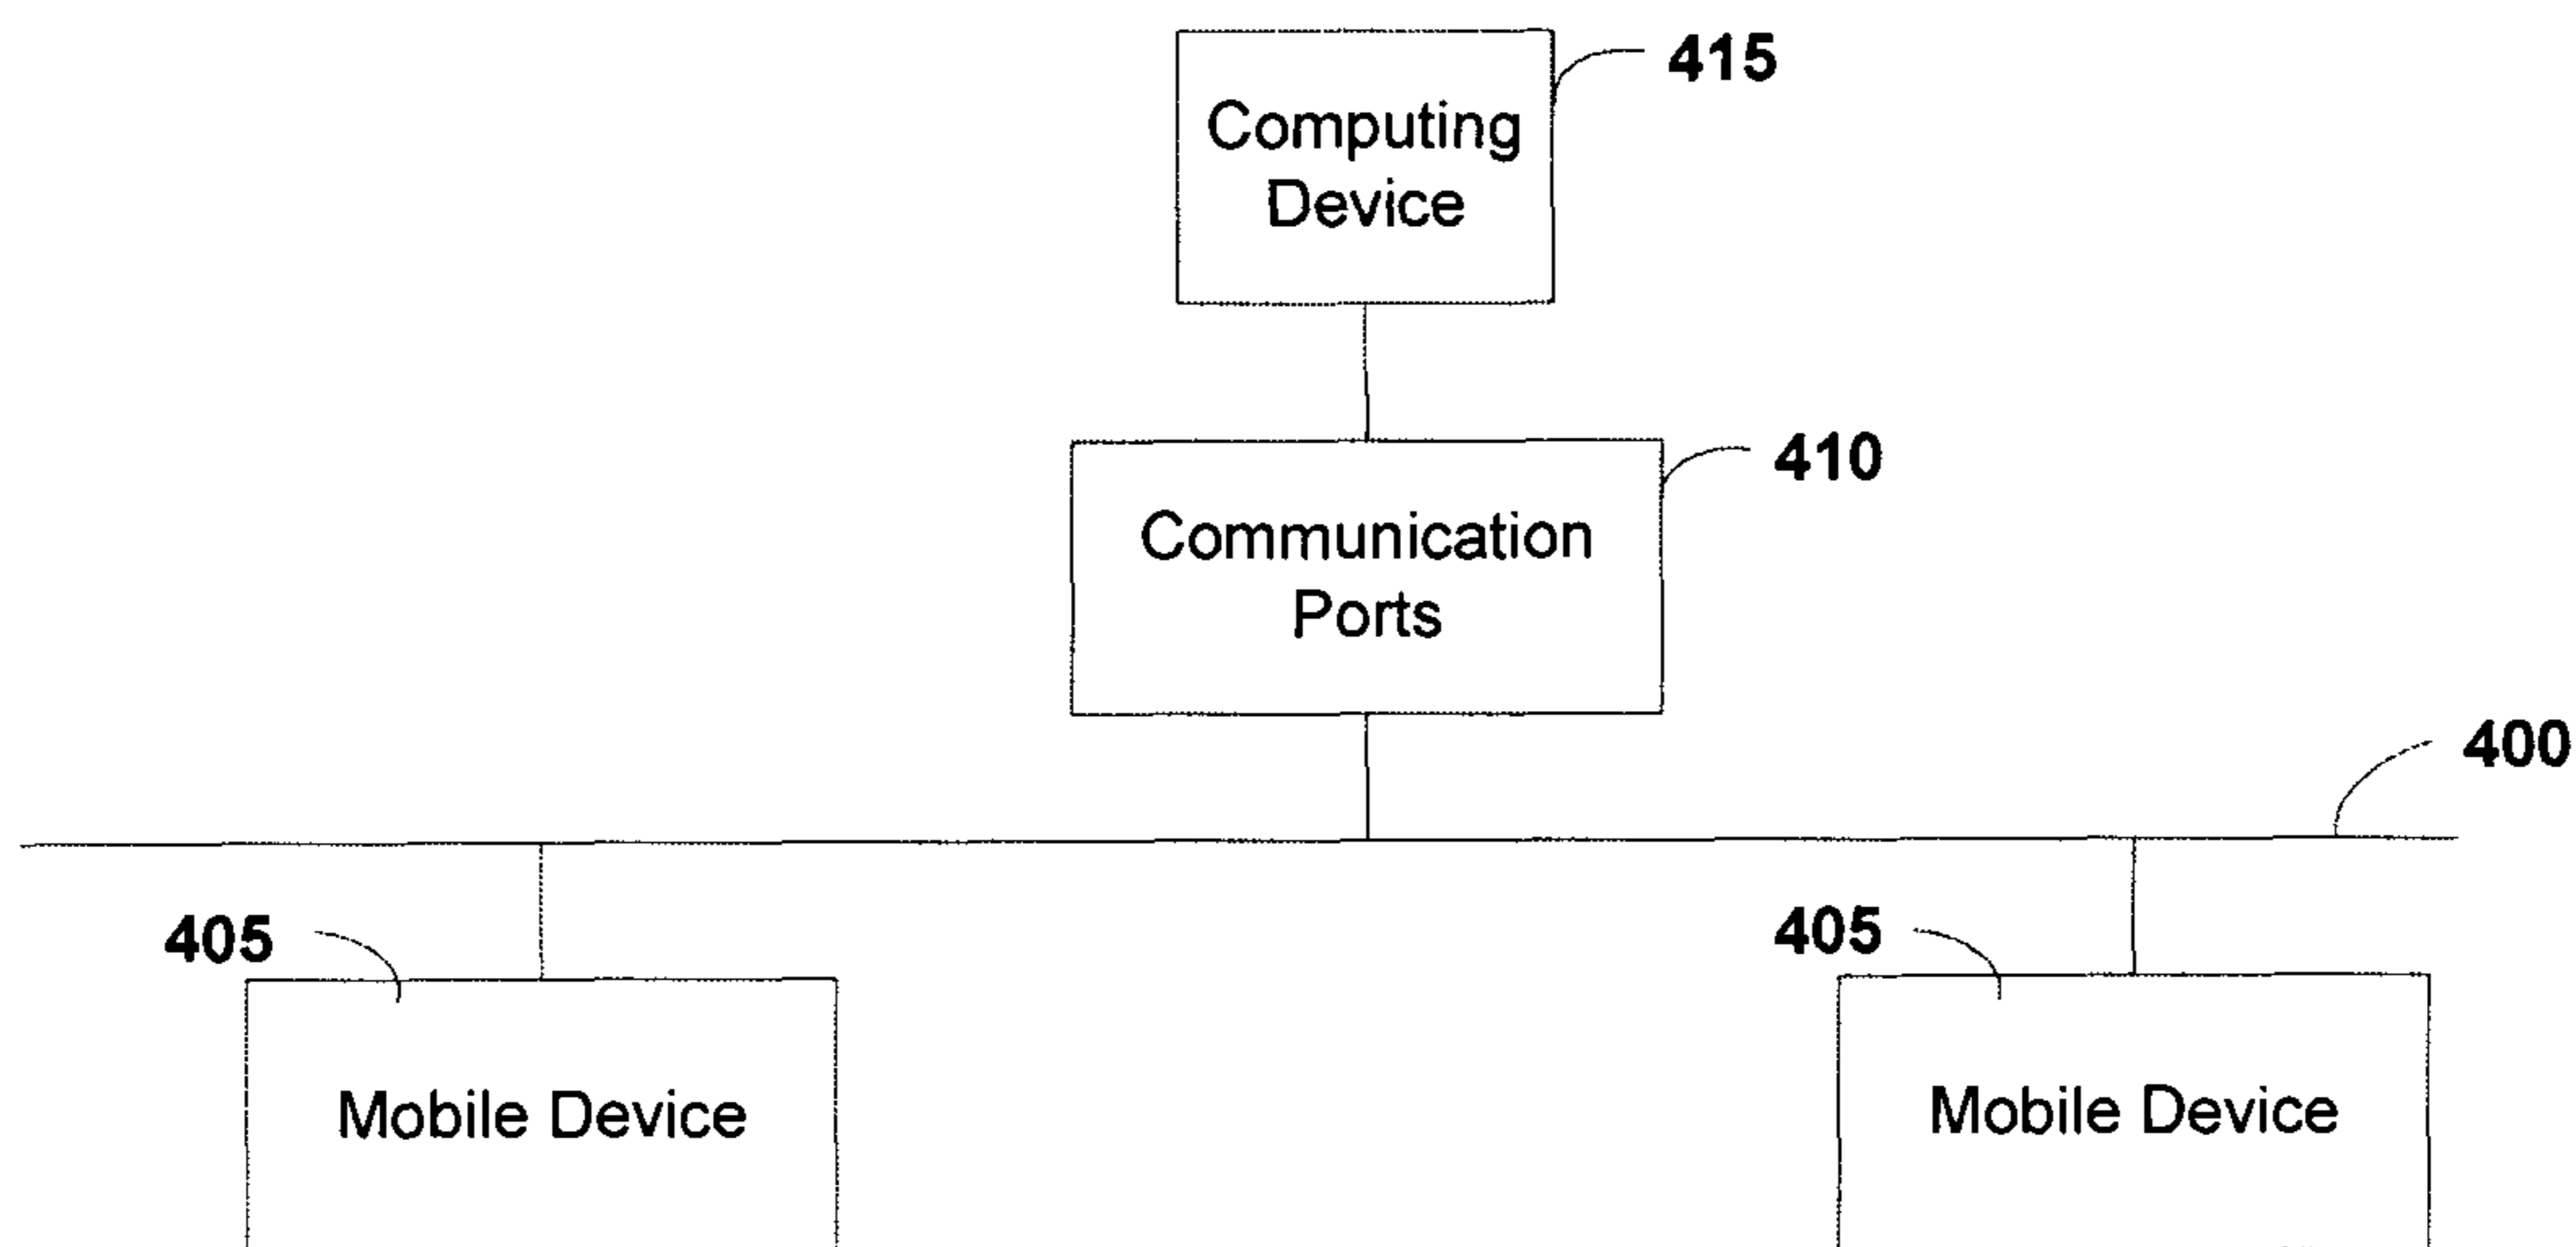 415
Computing
Device
410
Communication
Ports
400
405
405
Mobile Device
Mobile Device